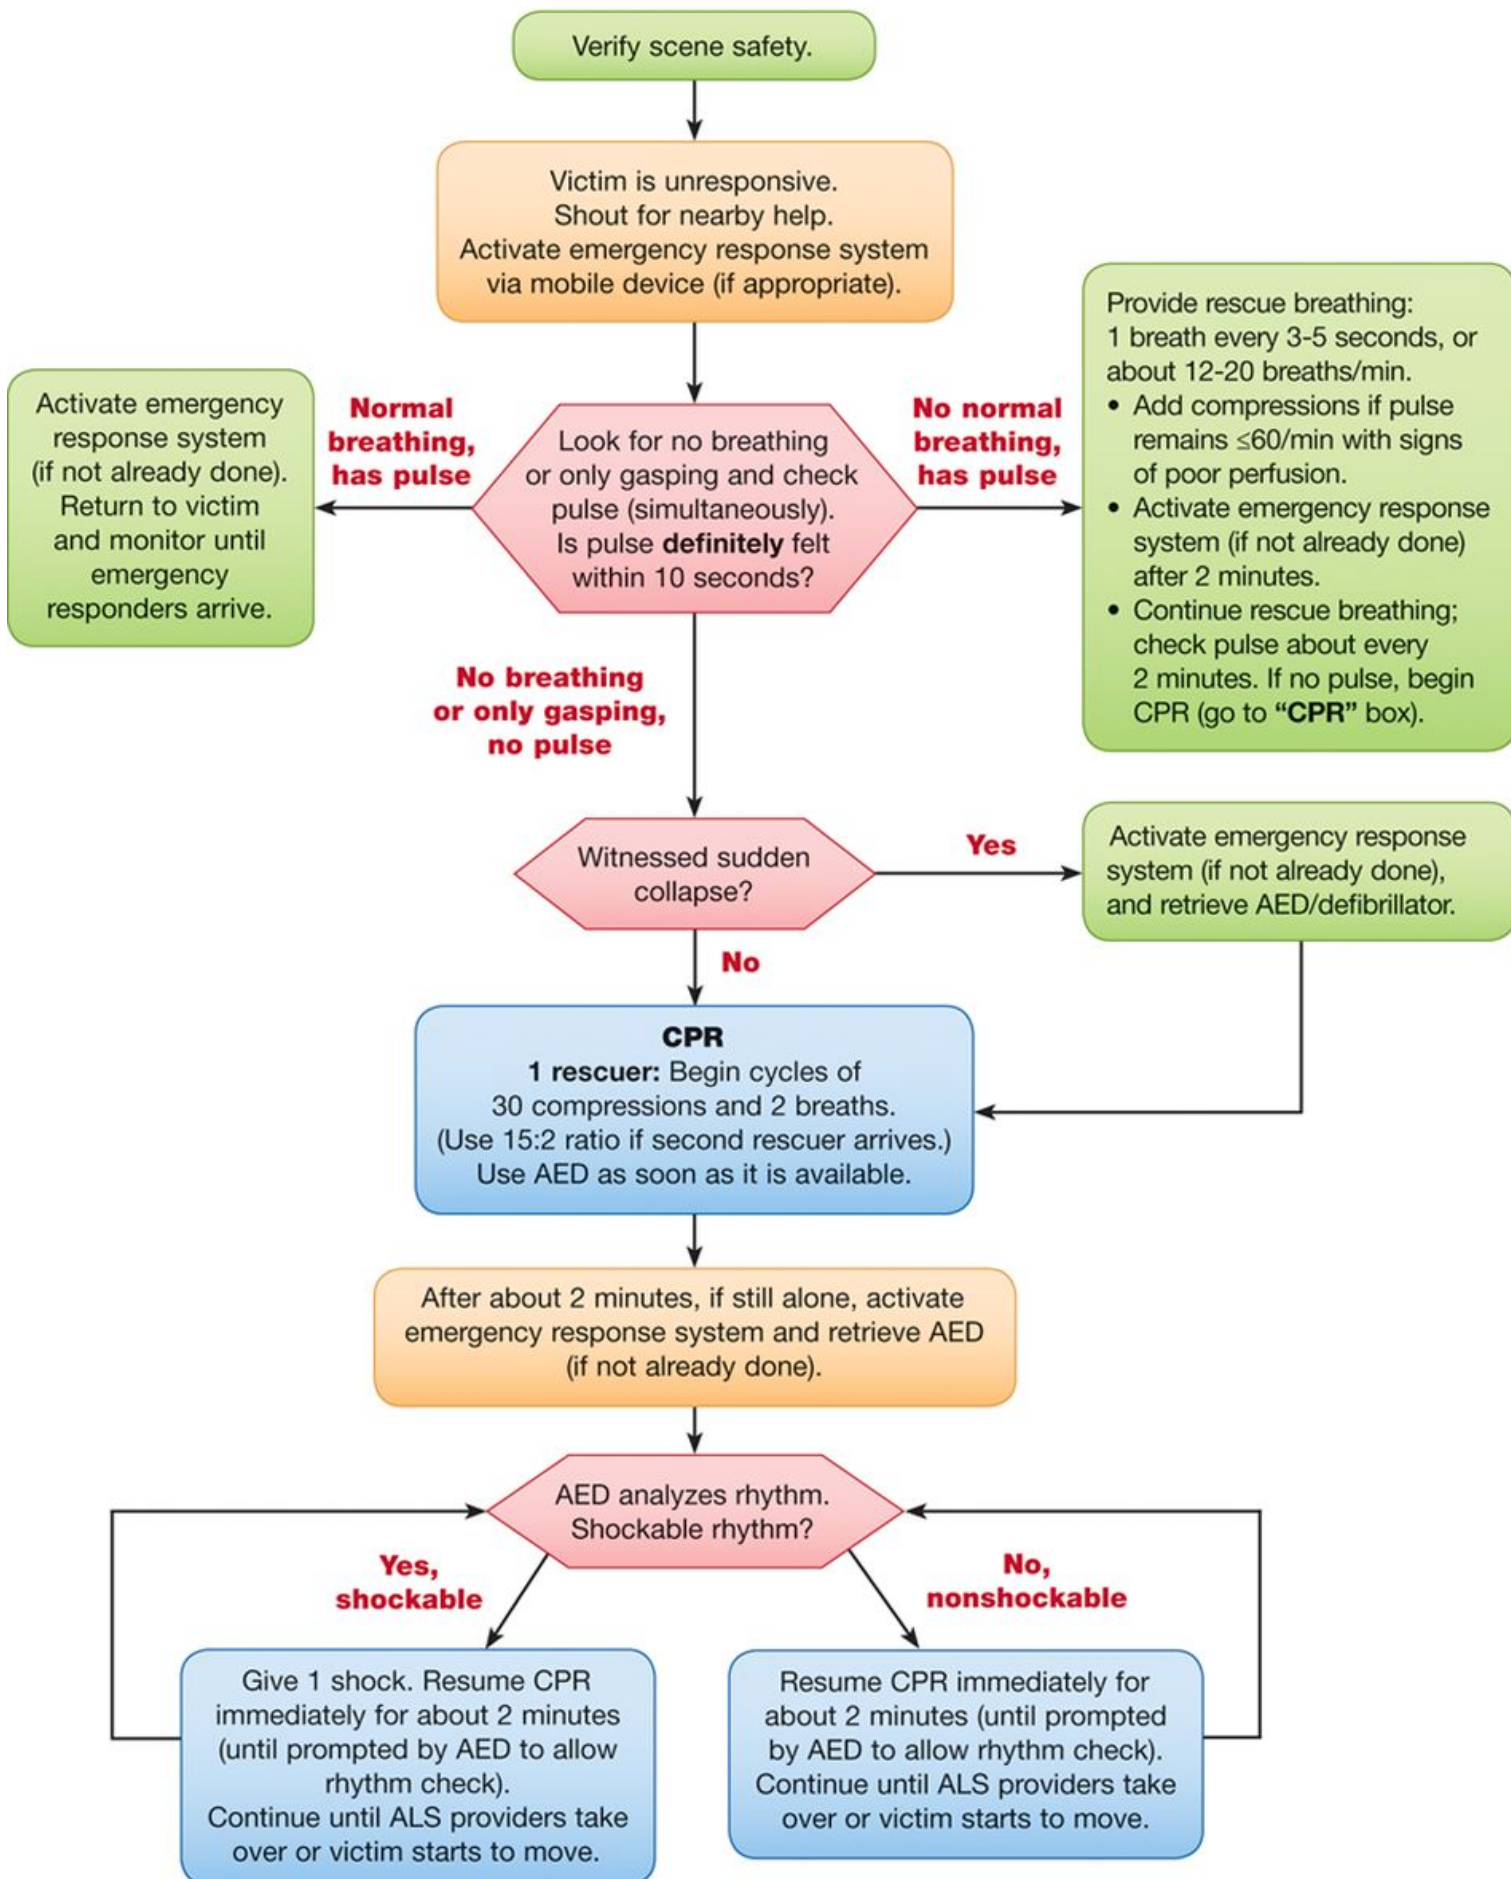 Verify scene safety.
Victim is unresponsive.
Shout for nearby help.
Activate emergency response system
via mobile device (if appropriate).
Activate emergency
response system
(if not already done).
Return to victim
and monitor until
emergency
responders arrive.
Normal
breathing,
has pulse
Look for no breathing
or only gasping and check
pulse (simultaneously).
Is pulse definitely felt
within 10 seconds?
No normal
breathing,
has pulse
Provide rescue breathing:
1 breath every 3-5 seconds, or
about 12-20 breaths/min.
• Add compressions if pulse
remains ≤60/min with signs
of poor perfusion.
• Activate emergency response
system (if not already done)
after 2 minutes.
• Continue rescue breathing;
check pulse about every
2 minutes. If no pulse, begin
CPR (go to “CPR” box).
No breathing
or only gasping,
no pulse
Witnessed sudden
collapse?
Yes
Activate emergency response
system (if not already done),
and retrieve AED/defibrillator.
No
CPR
1 rescuer: Begin cycles of
30 compressions and 2 breaths.
(Use 15:2 ratio if second rescuer arrives.)
Use AED as soon as it is available.
After about 2 minutes, if still alone, activate
emergency response system and retrieve AED
(if not already done).
AED analyzes rhythm.
Shockable rhythm?
Yes,
shockable
No,
nonshockable
Give 1 shock. Resume CPR
immediately for about 2 minutes
(until prompted by AED to allow
rhythm check).
Continue until ALS providers take
over or victim starts to move.
Resume CPR immediately for
about 2 minutes (until prompted
by AED to allow rhythm check).
Continue until ALS providers take
over or victim starts to move.